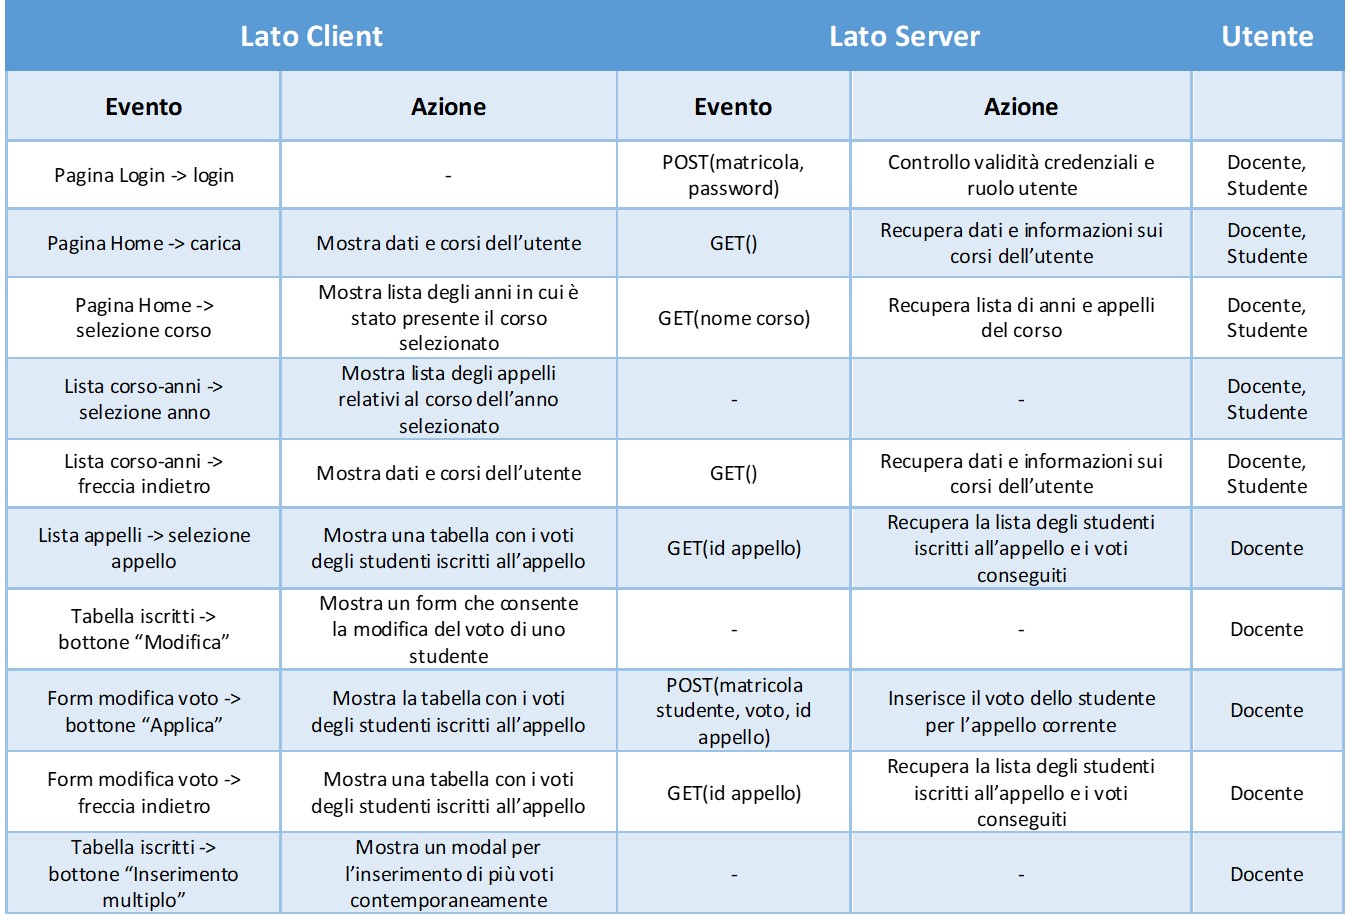 Lato Client
Lato Server
Utente
Evento
Azione
Evento
Azione
Pagina Login -> login
-
POST(matricola,
password)
Controllo validità credenziali e
ruolo utente
Docente,
Studente
Pagina Home -> carica
Mostra dati e corsi dell'utente
GET()
Recupera dati e informazioni sui
corsi dell'utente
Docente,
Studente
Pagina Home ->
selezione corso
Mostra lista degli anni in cui è
stato presente il corso
selezionato
GET(nome corso)
Recupera lista di anni e appelli
del corso
Docente,
Studente
Lista corso-anni ->
selezione anno
Mostra lista degli appelli
relativi al corso dell'anno
selezionato
-
-
Docente,
Studente
Lista corso-anni ->
freccia indietro
Mostra dati e corsi dell'utente
GET()
Recupera dati e informazioni sui
corsi dell'utente
Docente,
Studente
Lista appelli -> selezione
appello
Mostra una tabella con i voti
degli studenti iscritti all'appello
GET(id appello)
Recupera la lista degli studenti
iscritti all'appello e i voti
conseguiti
Docente
Tabella iscritti ->
bottone “Modifica”
Mostra un form che consente
la modifica del voto di uno
studente
-
-
Docente
Form modifica voto ->
bottone “Applica”
Mostra la tabella con i voti
degli studenti iscritti all'appello
POST(matricola
studente, voto, id
appello)
Inserisce il voto dello studente
per l'appello corrente
Docente
Form modifica voto ->
freccia indietro
Mostra una tabella con i voti
degli studenti iscritti all'appello
GET(id appello)
Recupera la lista degli studenti
iscritti all'appello e i voti
conseguiti
Docente
Tabella iscritti ->
bottone “Inserimento
multiplo”
Mostra un modal per
l'inserimento di più voti
contemporaneamente
-
-
Docente